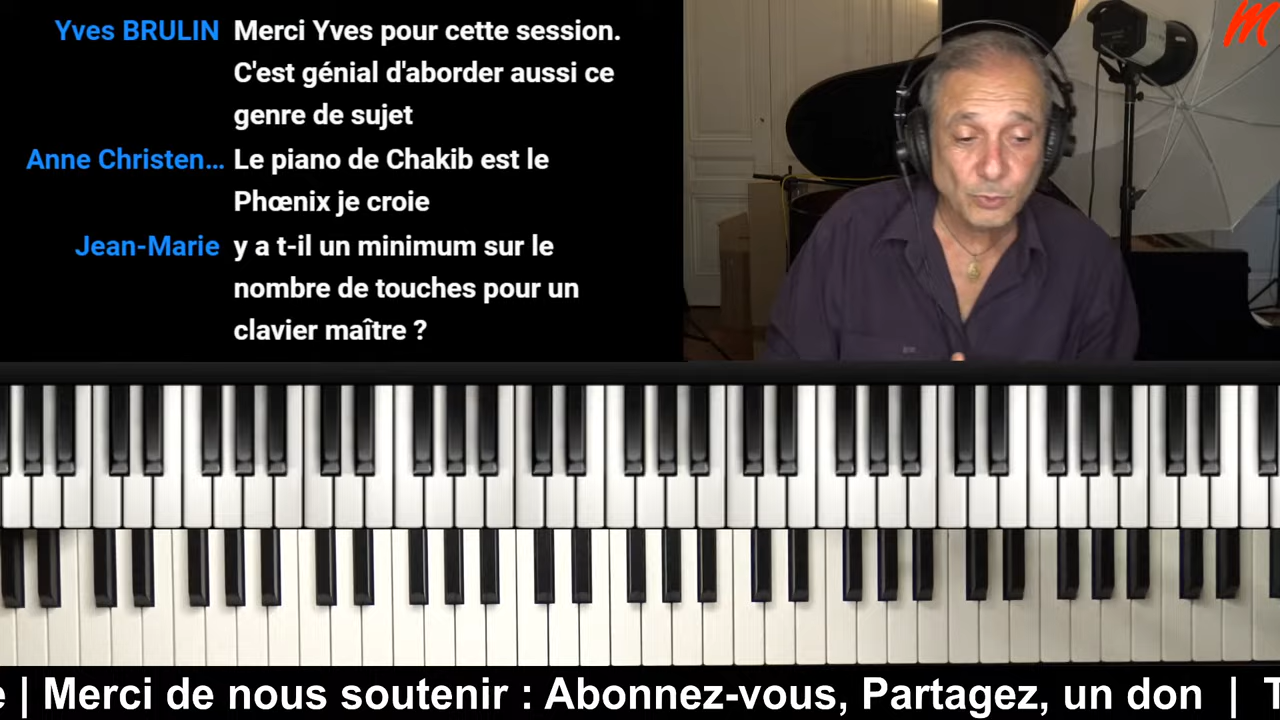 Yves BRULIN Merci Yves pour cette session.
C'est génial d'aborder aussi ce
genre de sujet
Anne Christen... Le piano de Chakib est le
Phœnix je croie
Jean-Marie y a t-il un minimum sur le
nombre de touches pour un
clavier maître ?
e | Merci de nous soutenir : Abonnez-vous, Partagez, un don | T